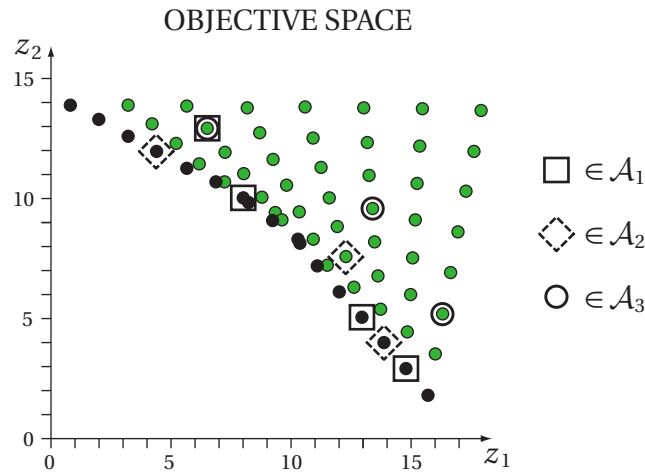 OBJECTIVE SPACE
z₂
15
10
5
0
0 5 10 15 z₁
∈ 𝒜₁
∈ 𝒜₂
∈ 𝒜₃